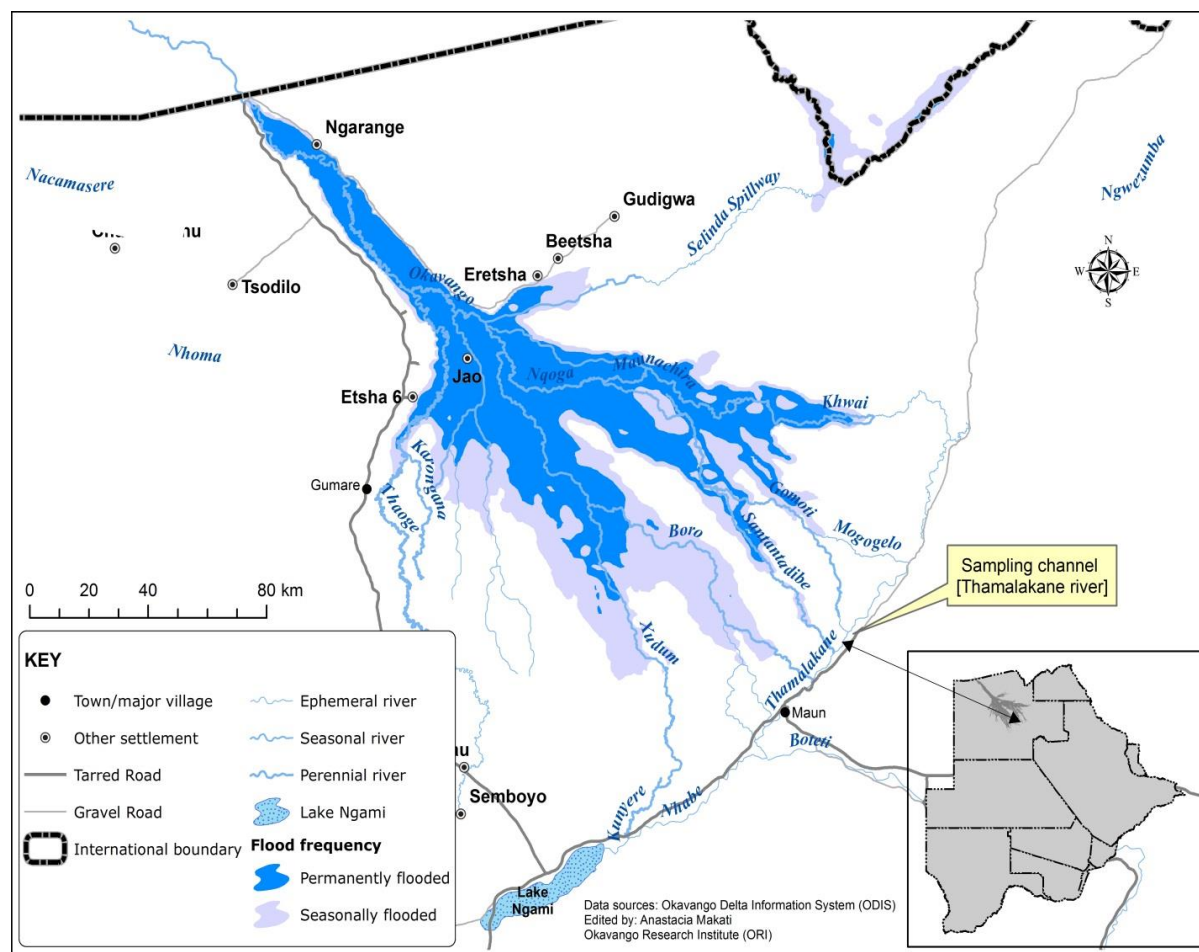 Ngarange
Nacamasere
Ngwezumba
Gudigwa
Selinda Spillway
Beetsha
Eretsha
N
W
E
S
Tsodilo
Okavango
Nhoma
Jao
Nqoga
Maanachira
Khwai
Etsha 6
Karongana
Gumare
Thaoge
Gomoti
Boro
Santantadibe
Mogogelo
Sampling channel
[Thamalakane river]
0 20 40 80 km
Xudum
Thamalakane
Maun
Boteti
Semboyo
Nhabe
Kunyere
Lake
Ngami
KEY
Town/major village
Other settlement
Tarred Road
Gravel Road
International boundary
Ephemeral river
Seasonal river
Perennial river
Lake Ngami
Flood frequency
Permanently flooded
Seasonally flooded
Data sources: Okavango Delta Information System (ODIS)
Edited by: Anastacia Makati
Okavango Research Institute (ORI)